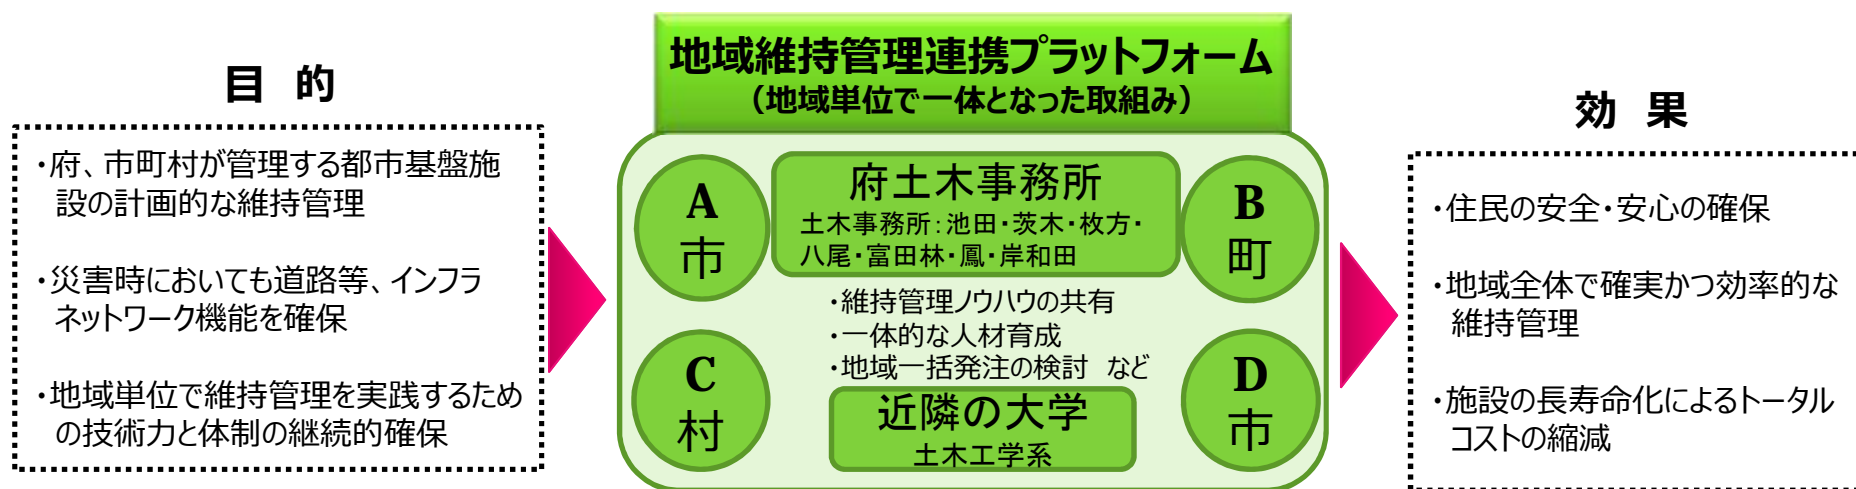 目 的
・府、市町村が管理する都市基盤施
設の計画的な維持管理
・災害時においても道路等、インフラ
ネットワーク機能を確保
・地域単位で維持管理を実践するため
の技術力と体制の継続的確保
地域維持管理連携プラットフォーム
（地域単位で一体となった取組み）
A
市
府土木事務所
土木事務所：池田・茨木・枚方・
八尾・富田林・鳳・岸和田
B
町
・維持管理ノウハウの共有
・一体的な人材育成
・地域一括発注の検討 など
C
村
近隣の大学
土木工学系
D
市
効 果
・住民の安全・安心の確保
・地域全体で確実かつ効率的な
維持管理
・施設の長寿命化によるトータル
コストの縮減